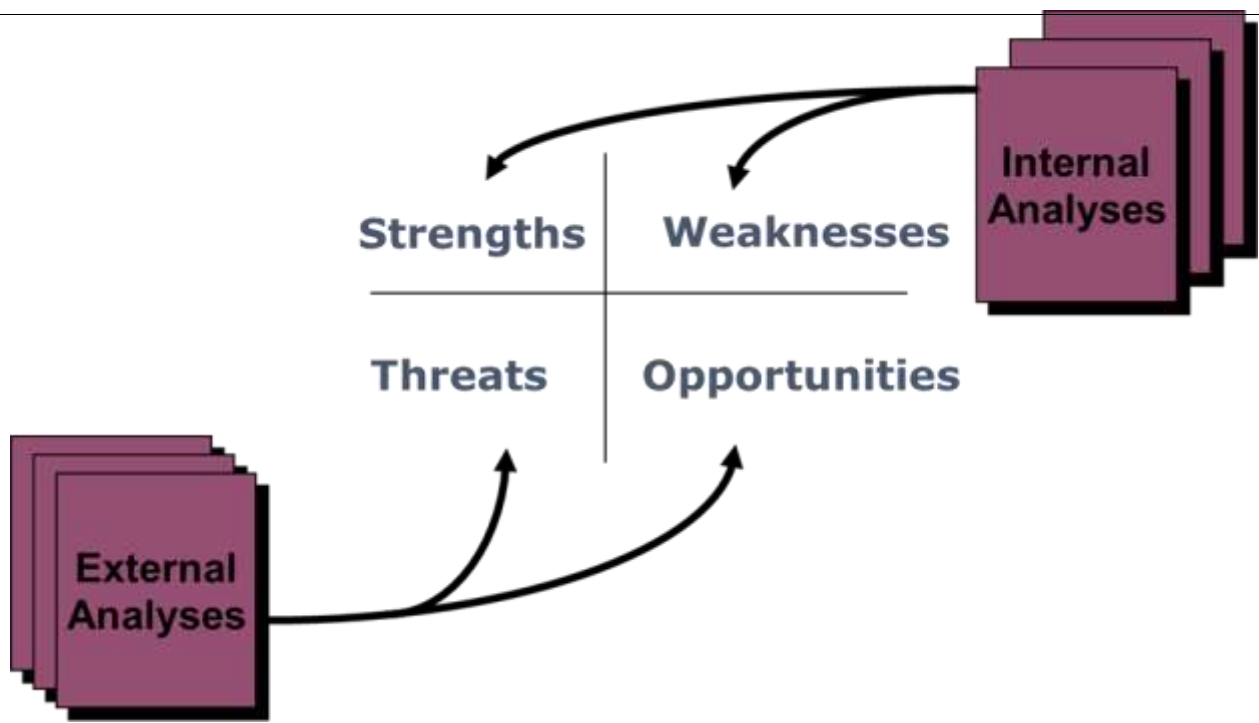 Internal
Analyses
Strengths
Weaknesses
Threats
Opportunities
External
Analyses